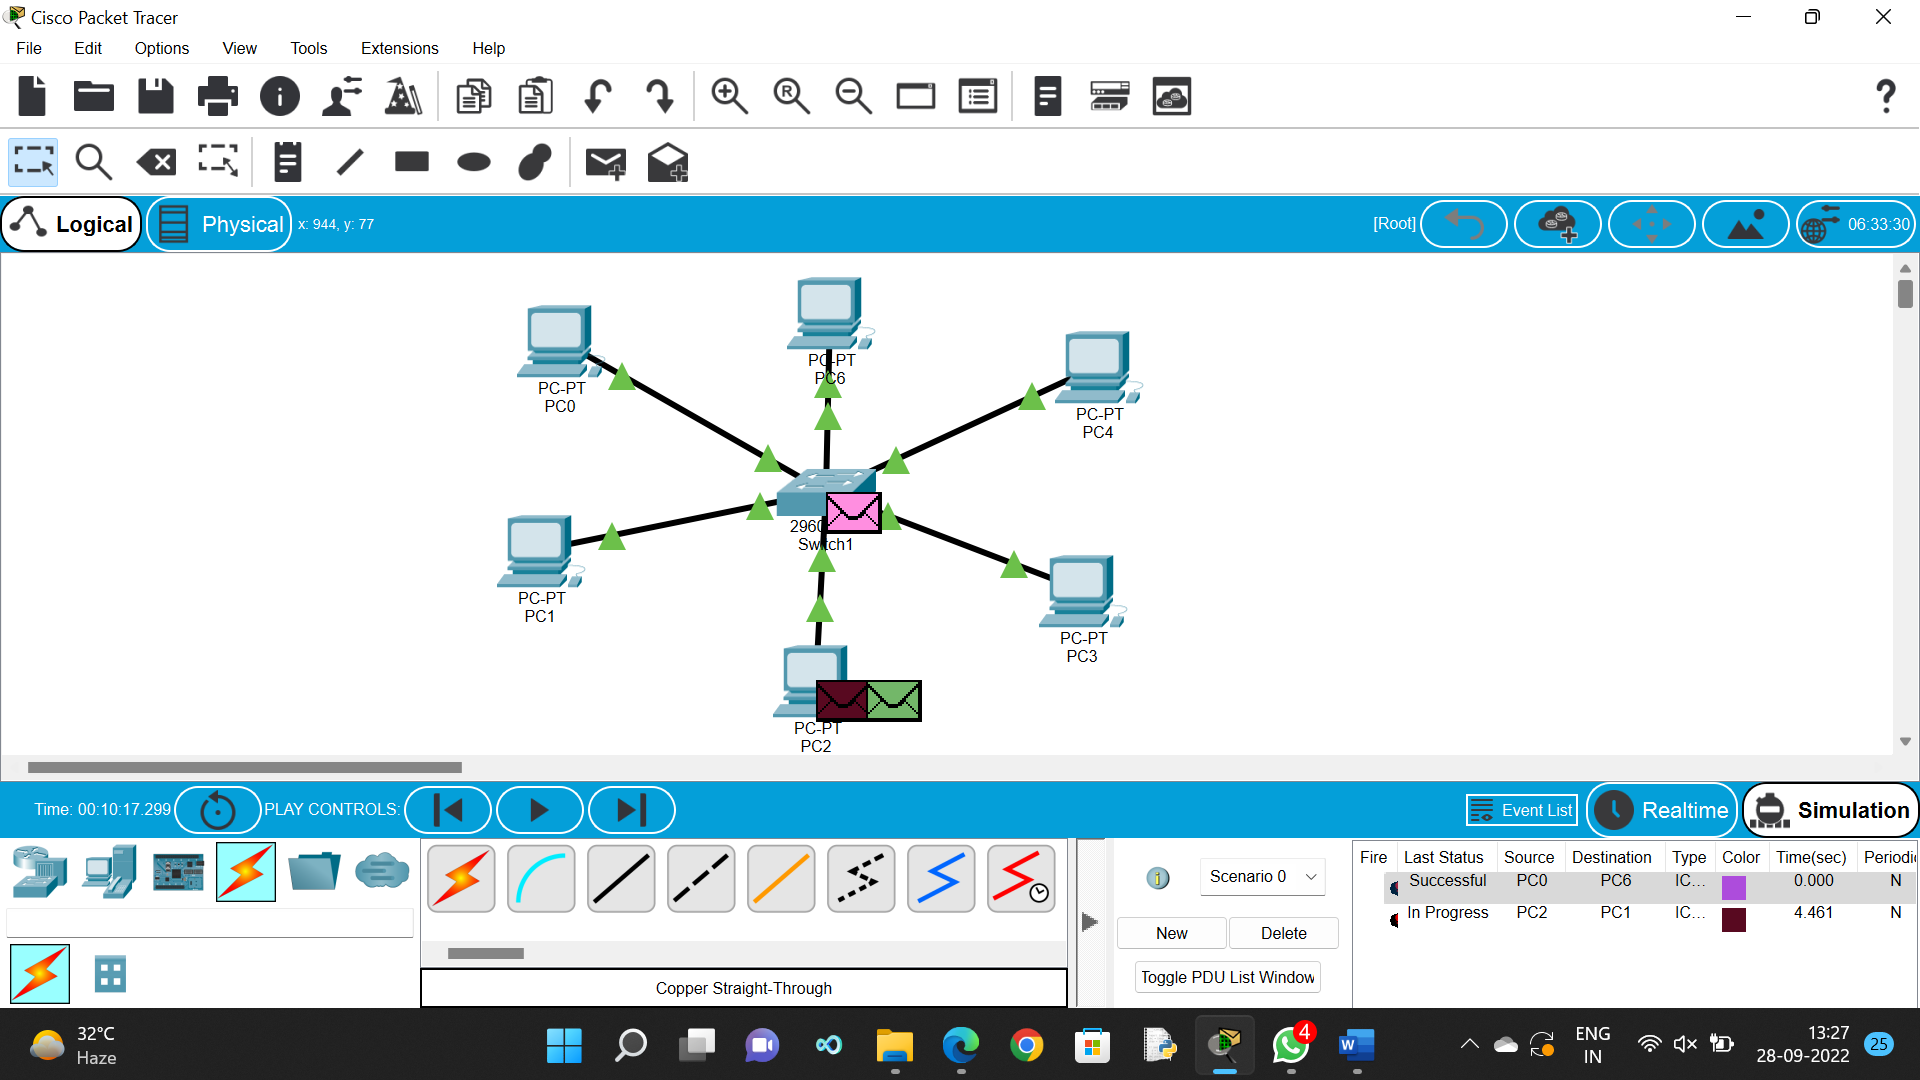 Cisco Packet Tracer
File Edit Options View Tools Extensions Help
Logical Physical x: 944, y: 77 [Root] 06:33:30
PC-PT
PC6
PC-PT
PC0
PC-PT
PC4
2960
Switch1
PC-PT
PC1
PC-PT
PC3
PC-PT
PC2
Time: 00:10:17.299 PLAY CONTROLS: Event List Realtime Simulation
Scenario 0
New Delete
Toggle PDU List Window
Copper Straight-Through
Fire Last Status Source Destination Type Color Time(sec) Periodic
Successful PC0 PC6 IC... 0.000 N
In Progress PC2 PC1 IC... 4.461 N
32°C
Haze
4
ENG
IN
13:27
28-09-2022
25